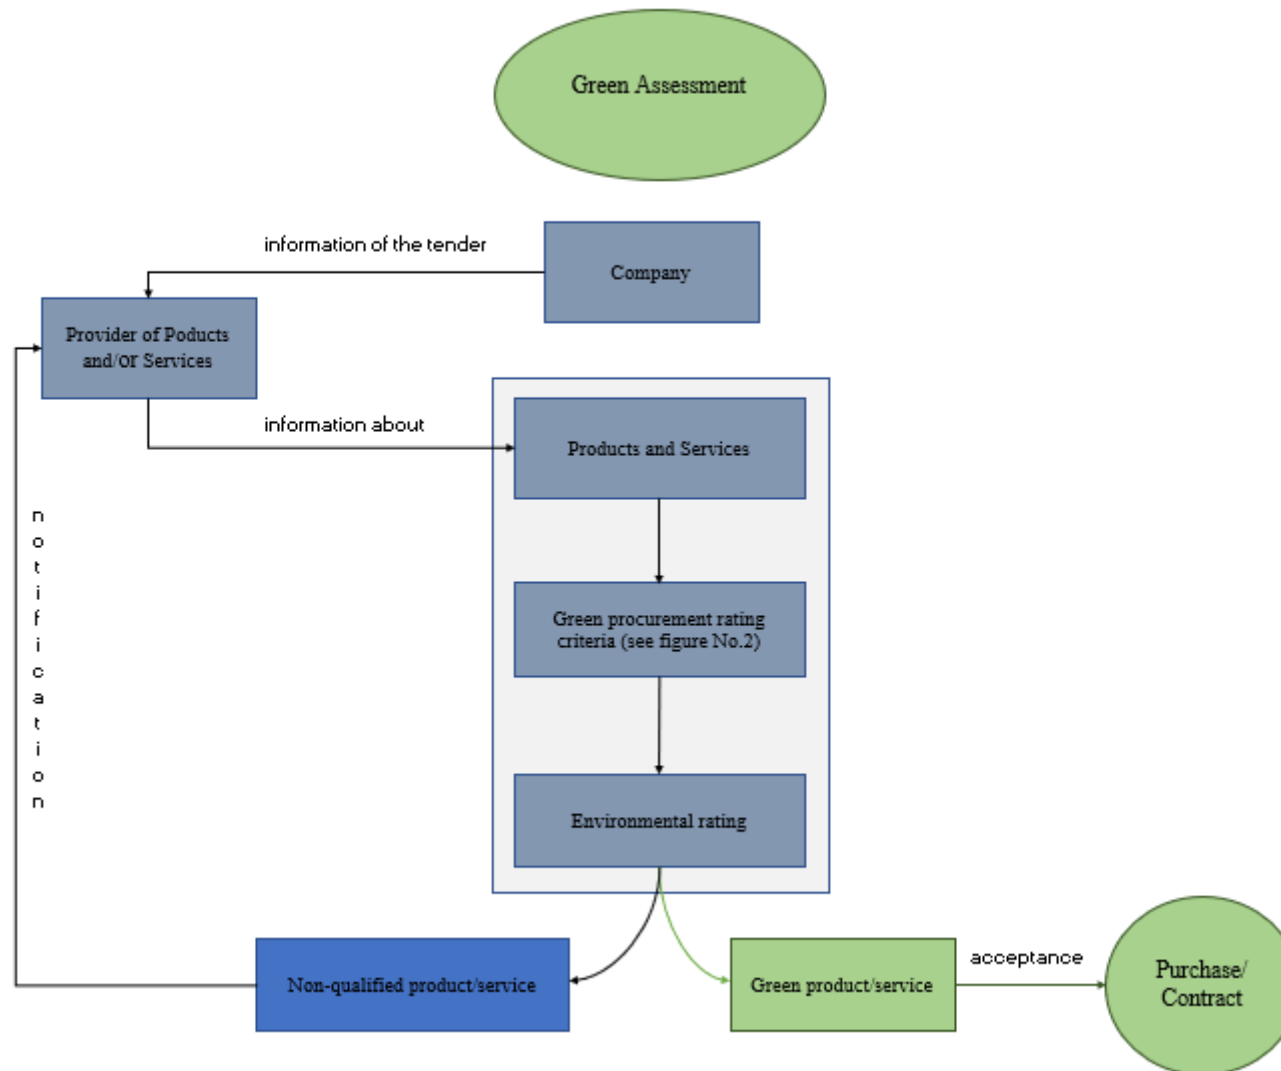 Green Assessment
information of the tender
Company
Provider of Poducts
and/or Services
information about
Products and Services
notification
Green procurement rating
criteria (see figure No.2)
Environmental rating
Non-qualified product/service
Green product/service
acceptance
Purchase/
Contract